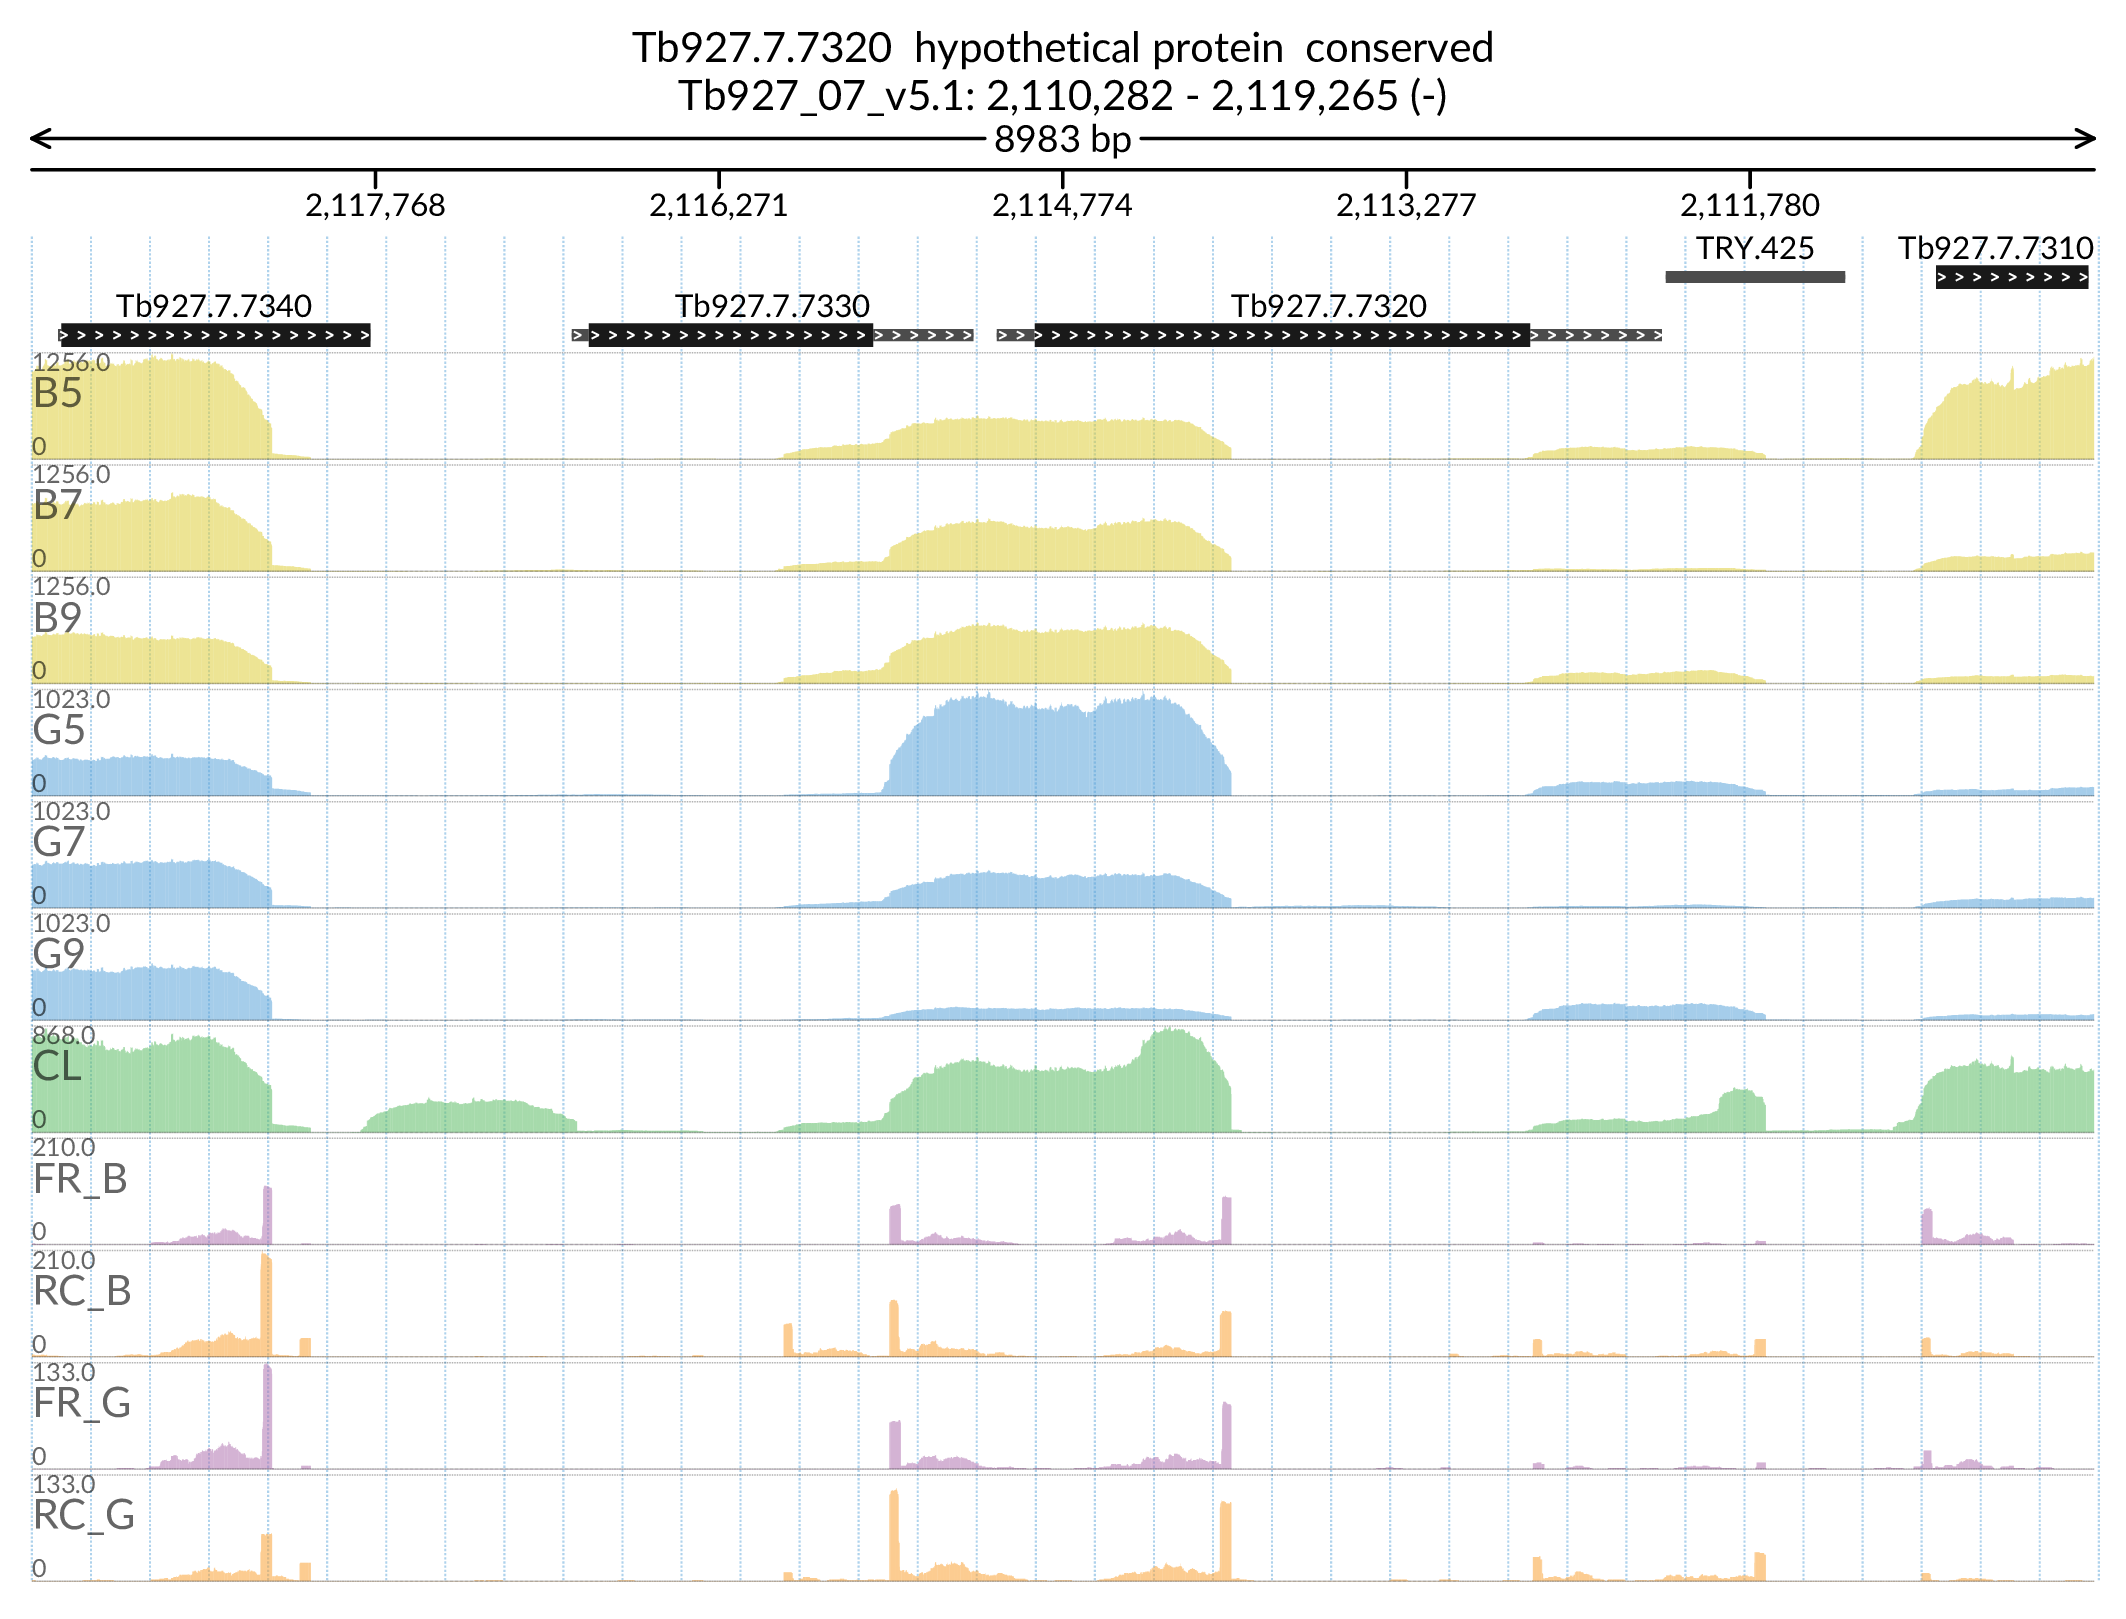 Tb927.7.7320 hypothetical protein conserved
Tb927_07_v5.1: 2,110,282 - 2,119,265 (-)
8983 bp
2,117,768 2,116,271 2,114,774 2,113,277 2,111,780
TRY.425 Tb927.7.7310
Tb927.7.7340 Tb927.7.7330 Tb927.7.7320
1256.0
B5
0
1256.0
B7
0
1256.0
B9
0
1023.0
G5
0
1023.0
G7
0
1023.0
G9
0
868.0
CL
0
210.0
FR_B
0
210.0
RC_B
0
133.0
FR_G
0
133.0
RC_G
0